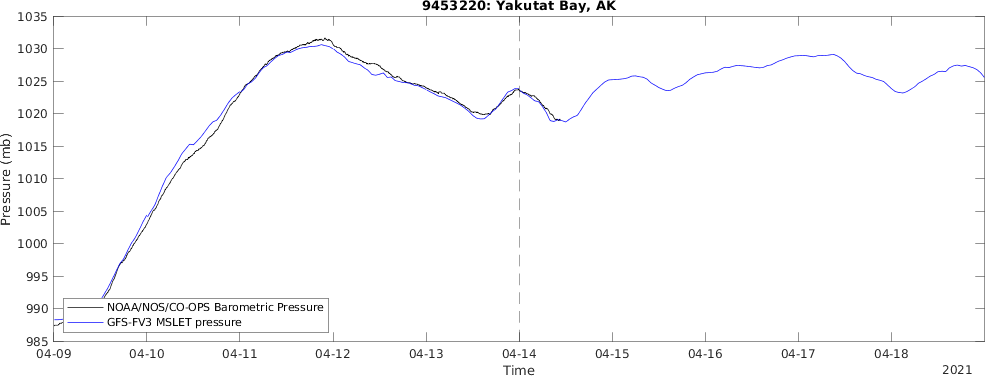 9453220: Yakutat Bay, AK
Pressure (mb)
1035
1030
1025
1020
1015
1010
1005
1000
995
990
985
NOAA/NOS/CO-OPS Barometric Pressure
GFS-FV3 MSLET pressure
04-09 04-10 04-11 04-12 04-13 04-14 04-15 04-16 04-17 04-18
Time
2021